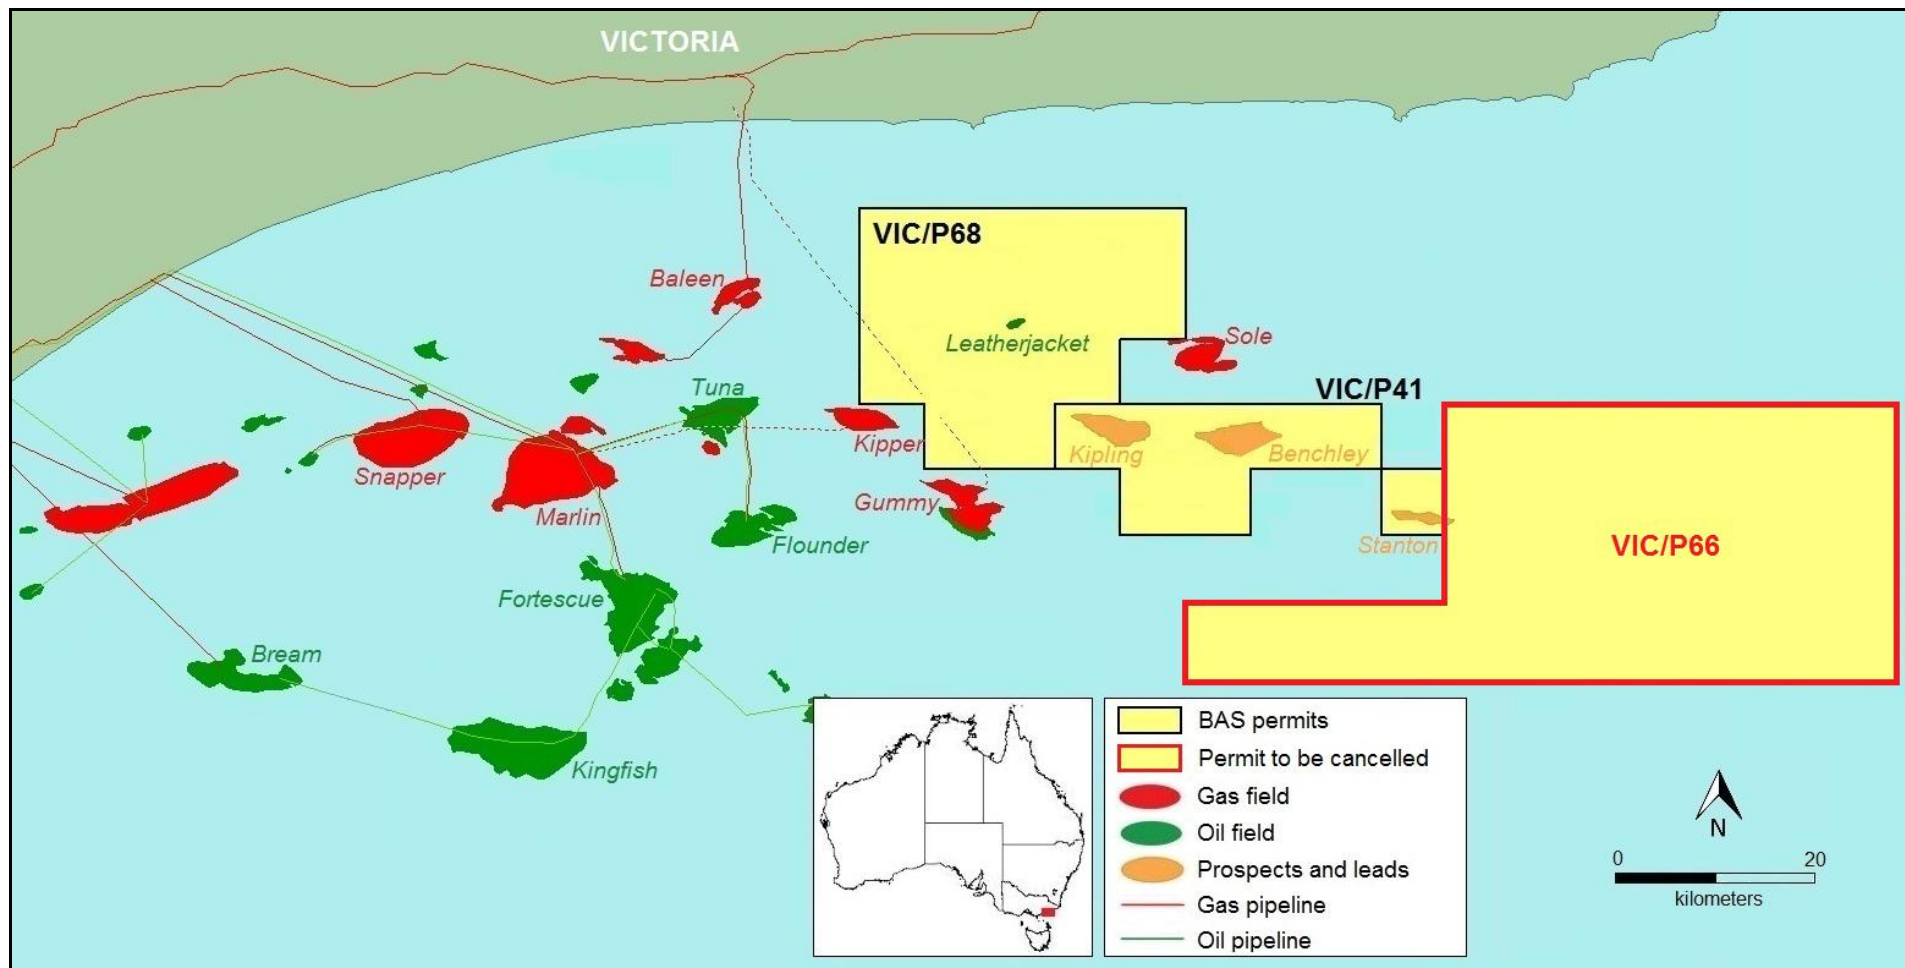 VICTORIA
VIC/P68
Baleen
Leatherjacket
Sole
Tuna
VIC/P41
Kipper
Kipling
Benchley
Snapper
Gummy
Marlin
Flounder
Stanton
VIC/P66
Fortescue
Bream
Kingfish
BAS permits
Permit to be cancelled
Gas field
Oil field
Prospects and leads
Gas pipeline
Oil pipeline
N
0 20
kilometers